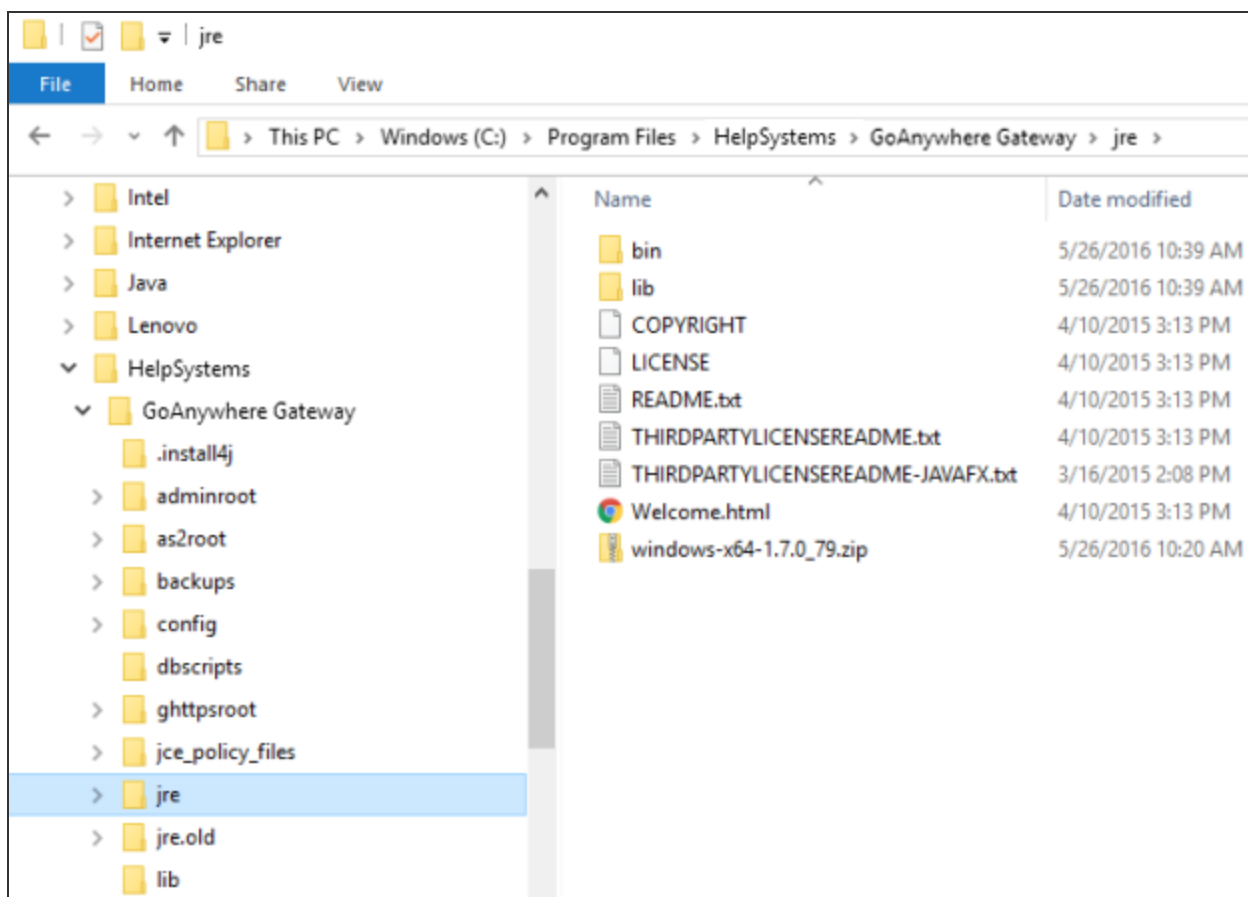 jre
File Home Share View
This PC > Windows (C:) > Program Files > HelpSystems > GoAnywhere Gateway > jre >
Intel
Internet Explorer
Java
Lenovo
HelpSystems
GoAnywhere Gateway
.install4j
adminroot
as2root
backups
config
dbscripts
ghttpsroot
jce_policy_files
jre
jre.old
lib
Name Date modified
bin 5/26/2016 10:39 AM
lib 5/26/2016 10:39 AM
COPYRIGHT 4/10/2015 3:13 PM
LICENSE 4/10/2015 3:13 PM
README.txt 4/10/2015 3:13 PM
THIRDPARTYLICENSEREADME.txt 4/10/2015 3:13 PM
THIRDPARTYLICENSEREADME-JAVAFX.txt 3/16/2015 2:08 PM
Welcome.html 4/10/2015 3:13 PM
windows-x64-1.7.0_79.zip 5/26/2016 10:20 AM